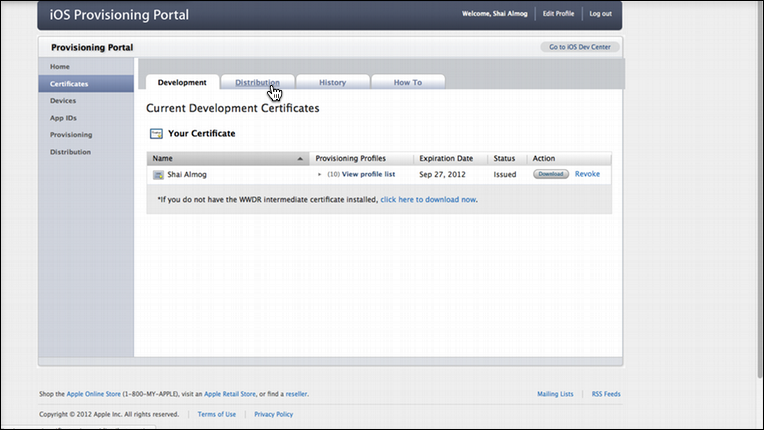 iOS Provisioning Portal
Welcome, Shai Almog Edit Profile Log out
Provisioning Portal Go to iOS Dev Center
Home
Certificates
Devices
App IDs
Provisioning
Distribution
Development Distribution History How To
Current Development Certificates
Your Certificate
Name Provisioning Profiles Expiration Date Status Action
Shai Almog (10) View profile list Sep 27, 2012 Issued Download Revoke
*If you do not have the WWDR intermediate certificate installed, click here to download now.
Shop the Apple Online Store (1-800-MY-APPLE), visit an Apple Retail Store, or find a reseller. Mailing Lists RSS Feeds
Copyright © 2012 Apple Inc. All rights reserved. Terms of Use Privacy Policy